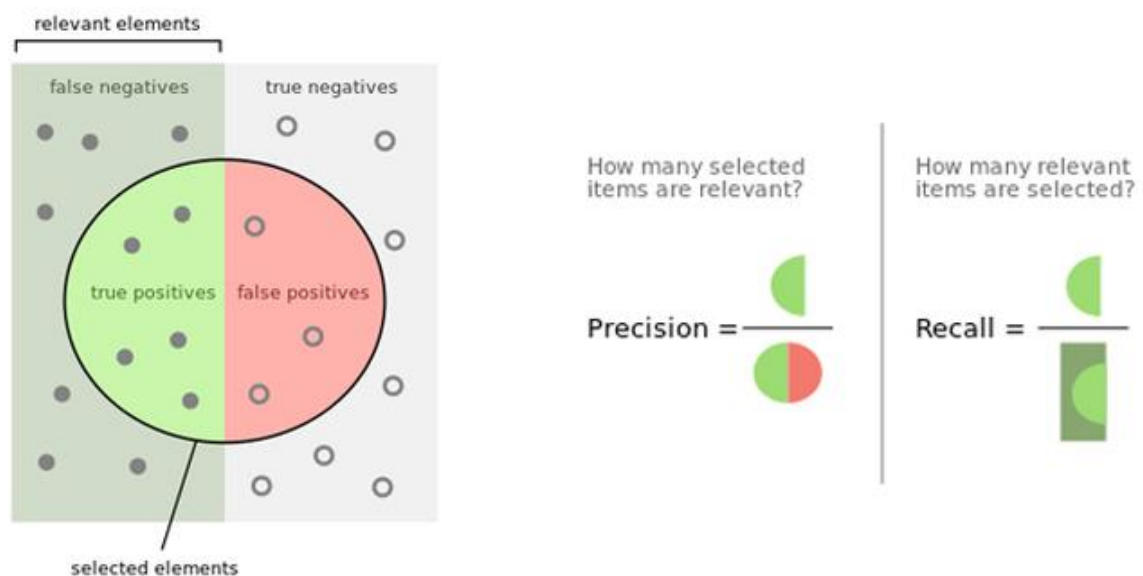 relevant elements
false negatives
true negatives
true positives
false positives
selected elements
How many selected
items are relevant?
Precision =
How many relevant
items are selected?
Recall =